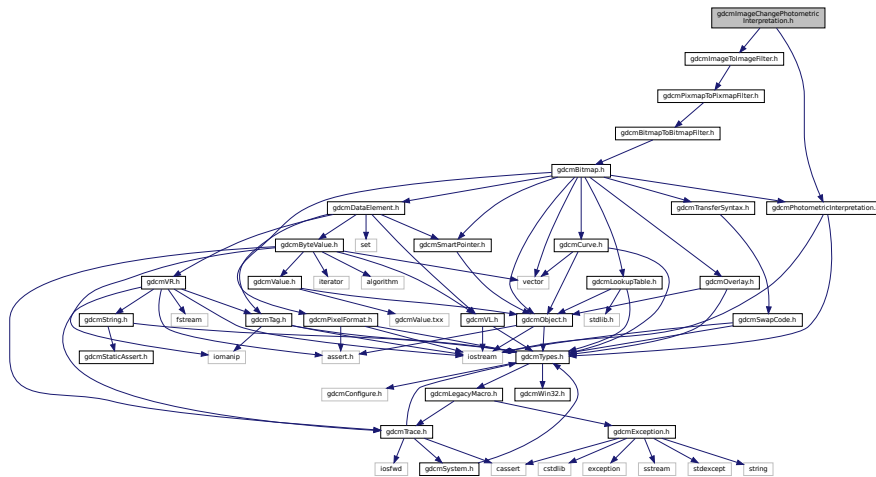 gdcmImageChangePhotometric
Interpretation.h
gdcmImageToImageFilter.h
gdcmPixmapToPixmapFilter.h
gdcmBitmapToBitmapFilter.h
gdcmBitmap.h
gdcmDataElement.h
gdcmTransferSyntax.h
gdcmPhotometricInterpretation.
gdcmByteValue.h
set
gdcmSmartPointer.h
gdcmCurve.h
gdcmVR.h
gdcmValue.h
iterator
algorithm
vector
gdcmLookupTable.h
gdcmOverlay.h
gdcmString.h
fstream
gdcmTag.h
gdcmPixelFormat.h
gdcmValue.txx
gdcmVL.h
gdcmObject.h
stdlib.h
gdcmSwapCode.h
gdcmStaticAssert.h
iomanip
assert.h
iostream
gdcmTypes.h
gdcmConfigure.h
gdcmLegacyMacro.h
gdcmWin32.h
gdcmTrace.h
gdcmException.h
iosfwd
gdcmSystem.h
cassert
cstdlib
exception
sstream
stdexcept
string